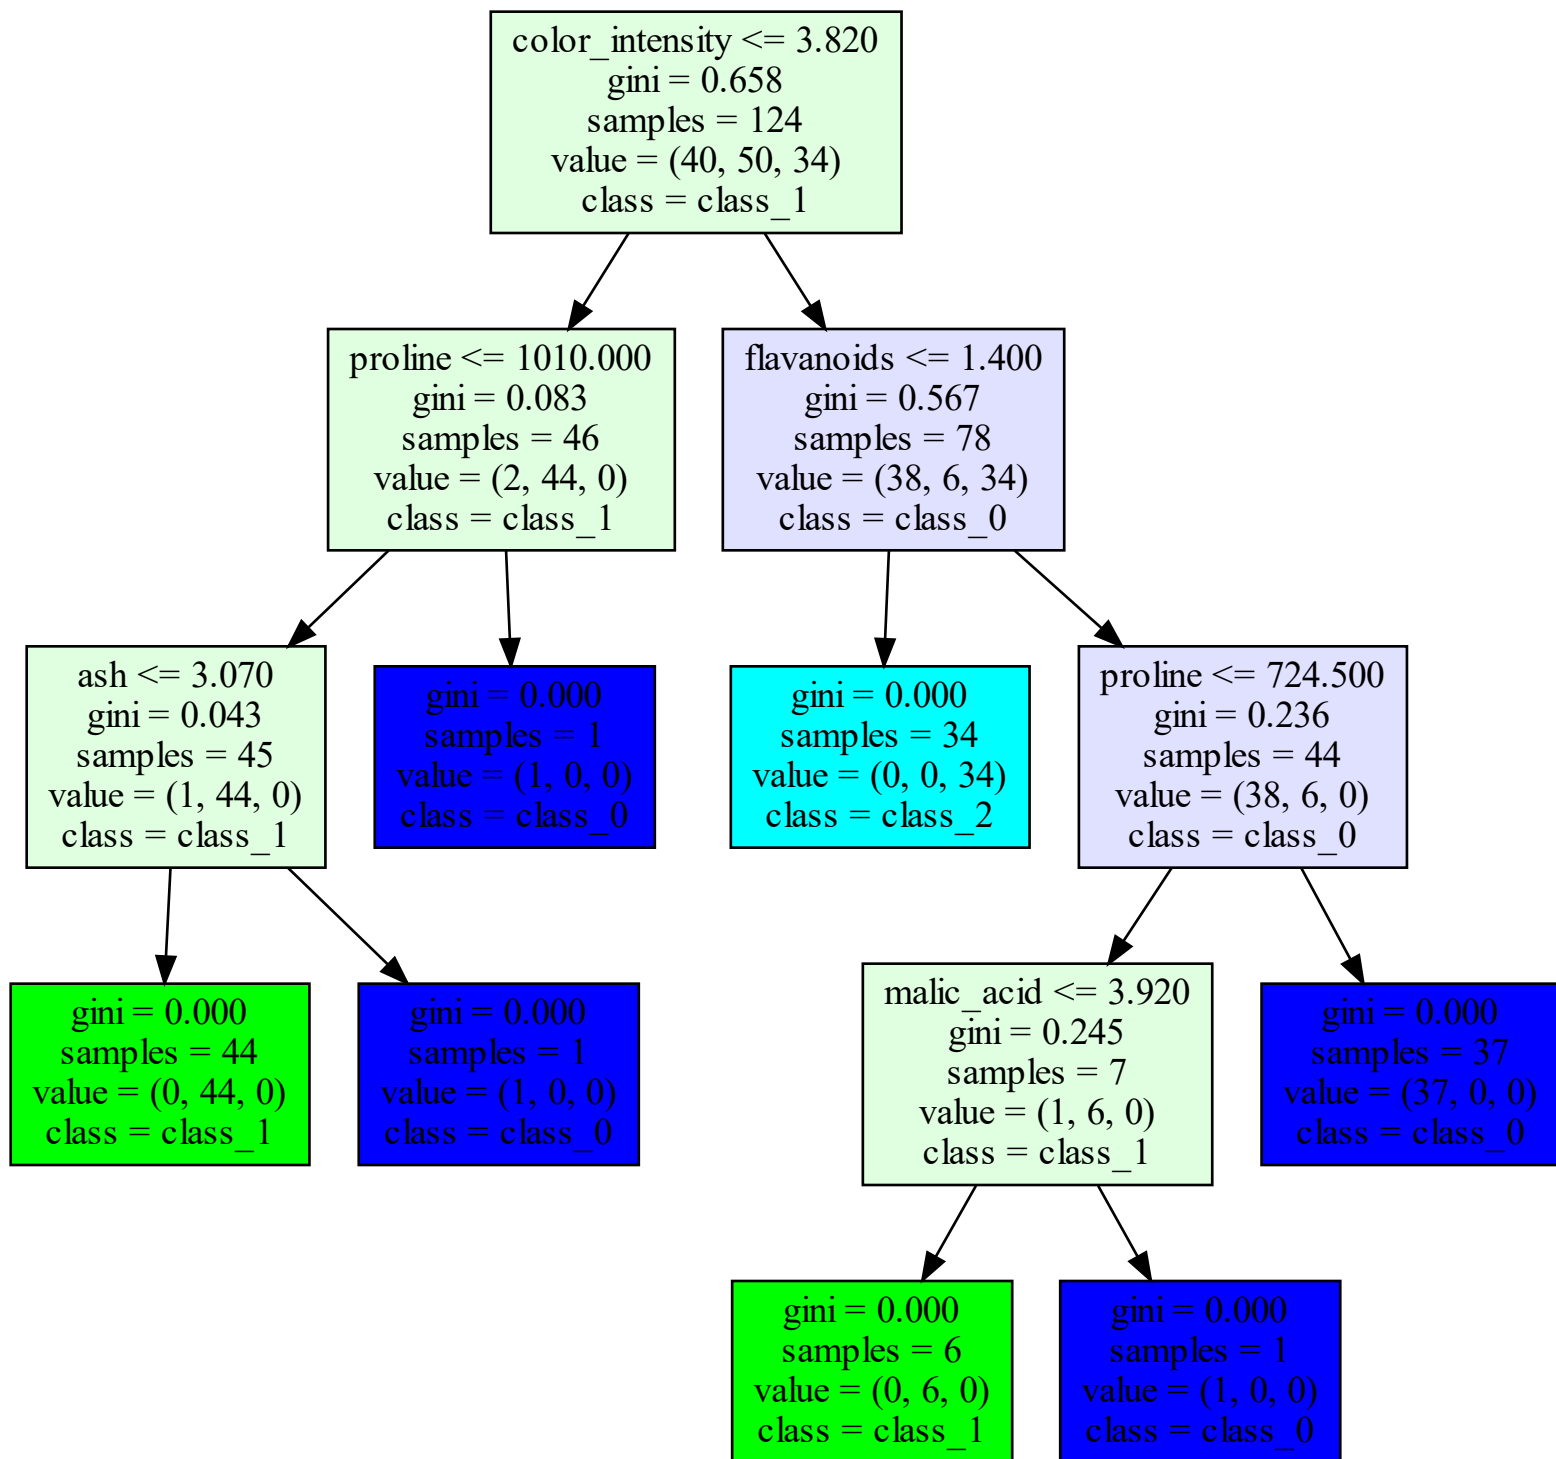 color_intensity <= 3.820
gini = 0.658
samples = 124
value = (40, 50, 34)
class = class_1
proline <= 1010.000
gini = 0.083
samples = 46
value = (2, 44, 0)
class = class_1
flavanoids <= 1.400
gini = 0.567
samples = 78
value = (38, 6, 34)
class = class_0
ash <= 3.070
gini = 0.043
samples = 45
value = (1, 44, 0)
class = class_1
gini = 0.000
samples = 1
value = (1, 0, 0)
class = class_0
gini = 0.000
samples = 34
value = (0, 0, 34)
class = class_2
proline <= 724.500
gini = 0.236
samples = 44
value = (38, 6, 0)
class = class_0
gini = 0.000
samples = 44
value = (0, 44, 0)
class = class_1
gini = 0.000
samples = 1
value = (1, 0, 0)
class = class_0
malic_acid <= 3.920
gini = 0.245
samples = 7
value = (1, 6, 0)
class = class_1
gini = 0.000
samples = 37
value = (37, 0, 0)
class = class_0
gini = 0.000
samples = 6
value = (0, 6, 0)
class = class_1
gini = 0.000
samples = 1
value = (1, 0, 0)
class = class_0